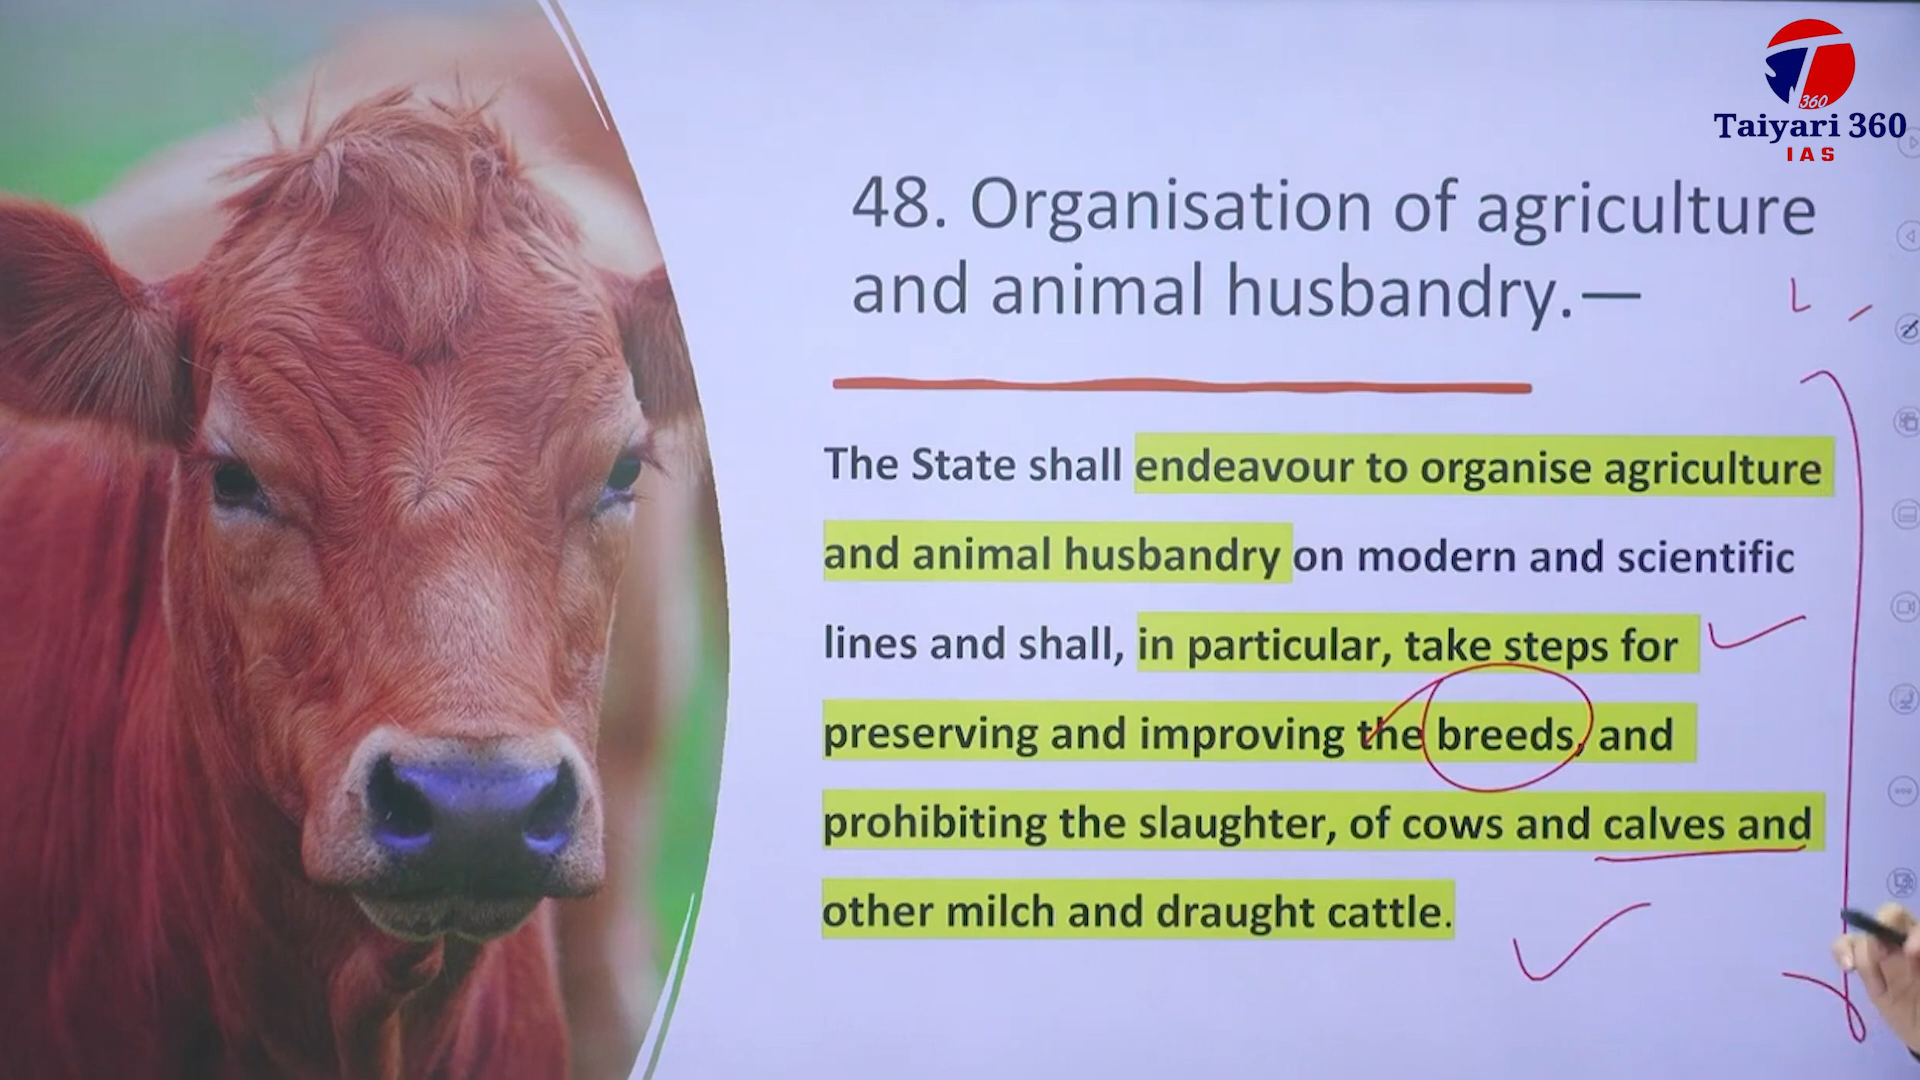 360
Taiyari 360
IAS
48. Organisation of agriculture
and animal husbandry.—
The State shall endeavour to organise agriculture
and animal husbandry on modern and scientific
lines and shall, in particular, take steps for
preserving and improving the breeds, and
prohibiting the slaughter, of cows and calves and
other milch and draught cattle.